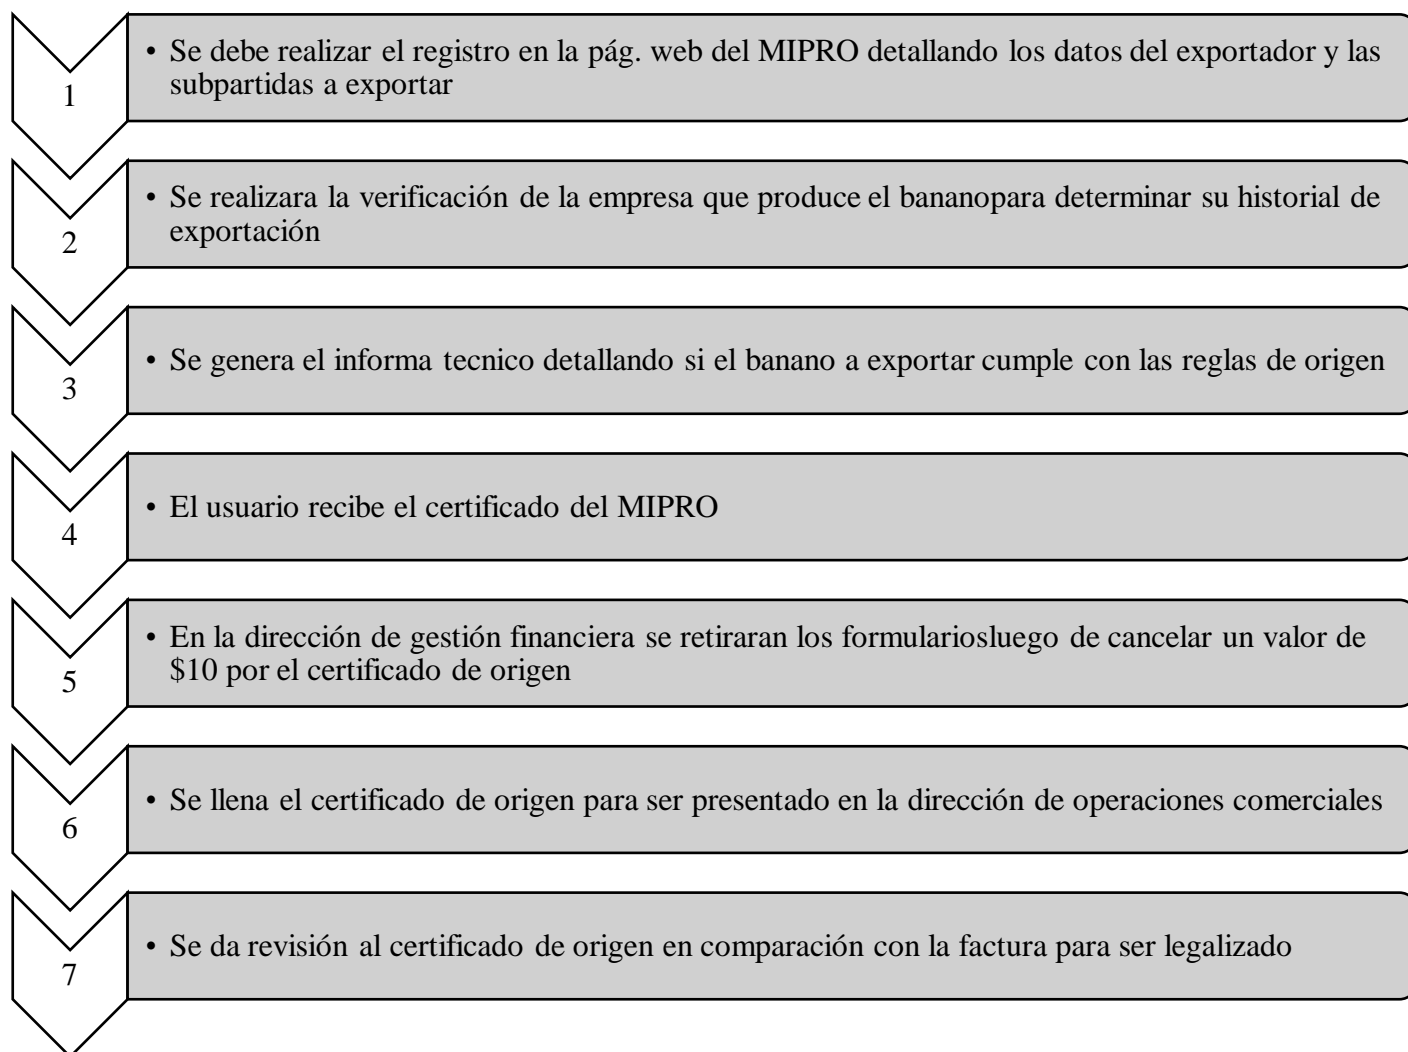 1
• Se debe realizar el registro en la pág. web del MIPRO detallando los datos del exportador y las
subpartidas a exportar
2
• Se realizara la verificación de la empresa que produce el bananopara determinar su historial de
exportación
3
• Se genera el informa tecnico detallando si el banano a exportar cumple con las reglas de origen
4
• El usuario recibe el certificado del MIPRO
5
• En la dirección de gestión financiera se retiraran los formulariosluego de cancelar un valor de
$10 por el certificado de origen
6
• Se llena el certificado de origen para ser presentado en la dirección de operaciones comerciales
7
• Se da revisión al certificado de origen en comparación con la factura para ser legalizado